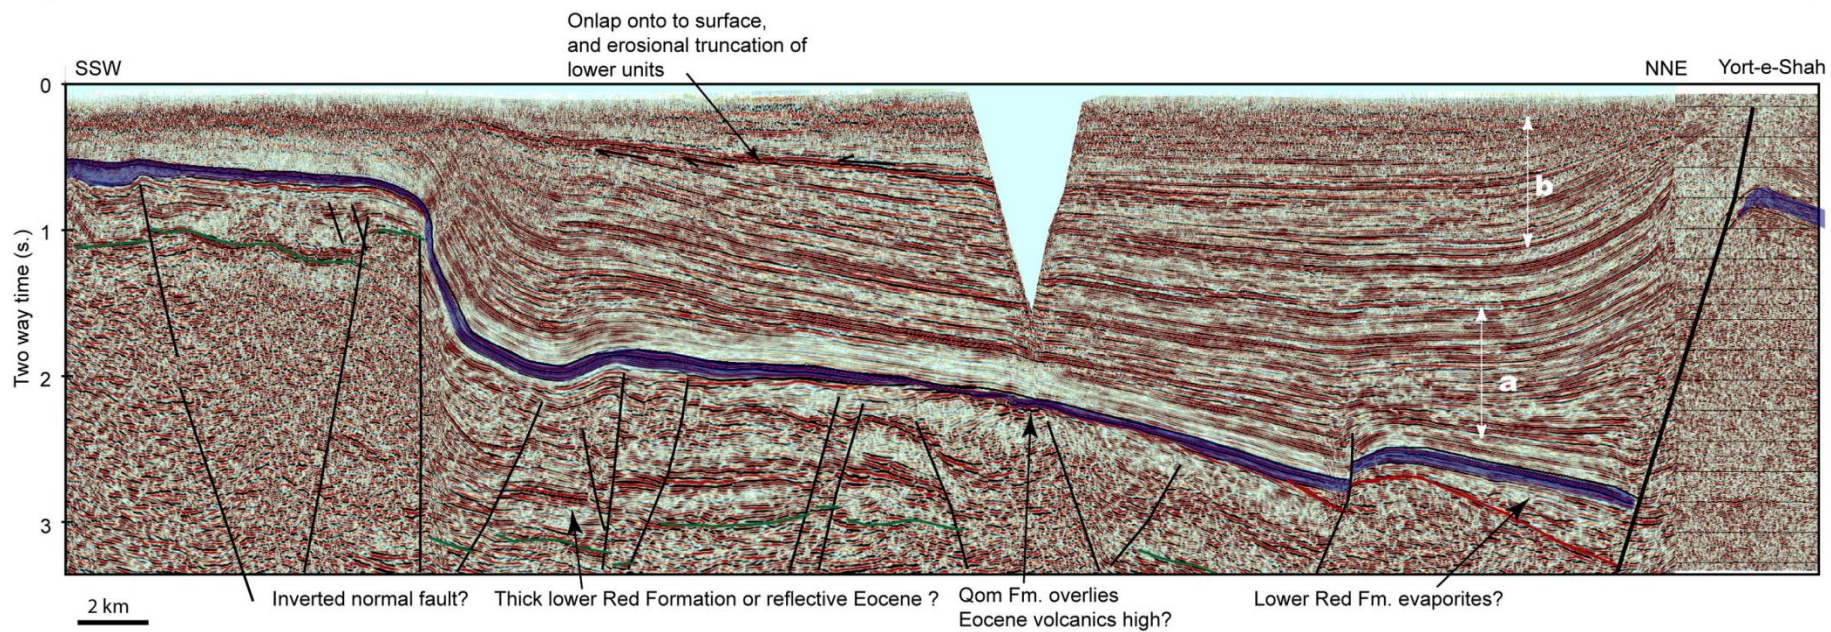 Onlap onto to surface,
and erosional truncation of
lower units
SSW
NNE
Yort-e-Shah
0
1
2
3
Two way time (s.)
b
a
2 km
Inverted normal fault?
Thick lower Red Formation or reflective Eocene ?
Qom Fm. overlies
Eocene volcanics high?
Lower Red Fm. evaporites?